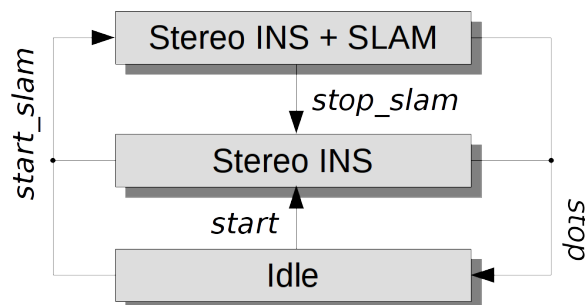 Stereo INS + SLAM
stop_slam
start_slam
Stereo INS
start
stop
Idle